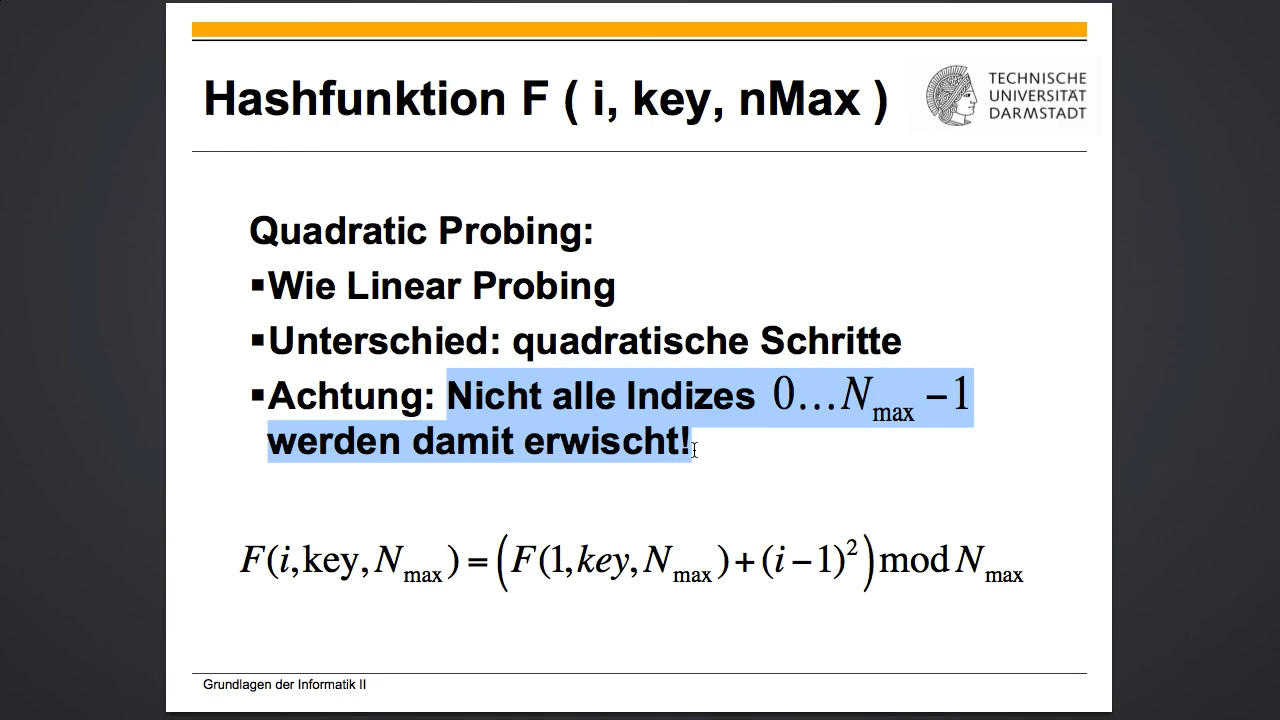 Hashfunktion F ( i, key, nMax )
TECHNISCHE
UNIVERSITÄT
DARMSTADT
Quadratic Probing:
▪Wie Linear Probing
▪Unterschied: quadratische Schritte
▪Achtung: Nicht alle Indizes 0…N_max −1
werden damit erwischt!
F(i,key,N_max)=(F(1,key,N_max)+(i−1)²)mod N_max
Grundlagen der Informatik II